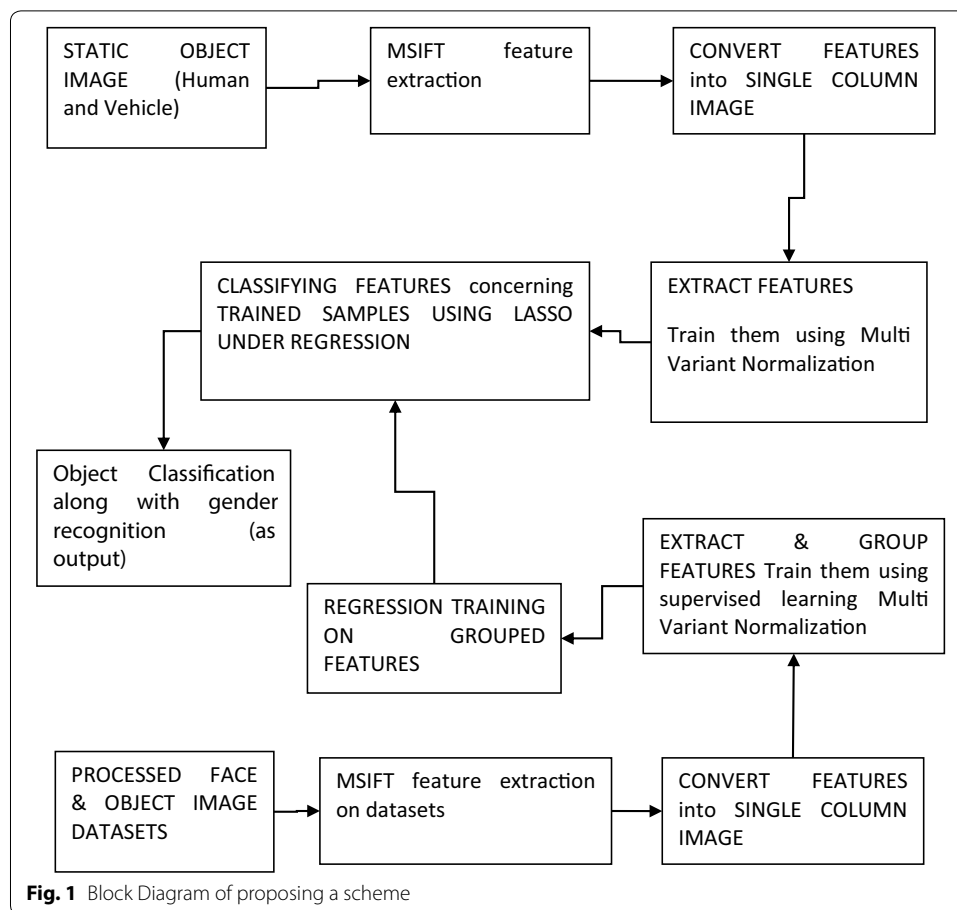 STATIC OBJECT
IMAGE (Human
and Vehicle)
MSIFT feature
extraction
CONVERT FEATURES
into SINGLE COLUMN
IMAGE
EXTRACT FEATURES
Train them using Multi
Variant Normalization
CLASSIFYING FEATURES concerning
TRAINED SAMPLES USING LASSO
UNDER REGRESSION
Object Classification
along with gender
recognition (as
output)
EXTRACT & GROUP
FEATURES Train them using
supervised learning Multi
Variant Normalization
REGRESSION TRAINING
ON GROUPED
FEATURES
PROCESSED FACE
& OBJECT IMAGE
DATASETS
MSIFT feature extraction
on datasets
CONVERT FEATURES
into SINGLE COLUMN
IMAGE
Fig. 1 Block Diagram of proposing a scheme